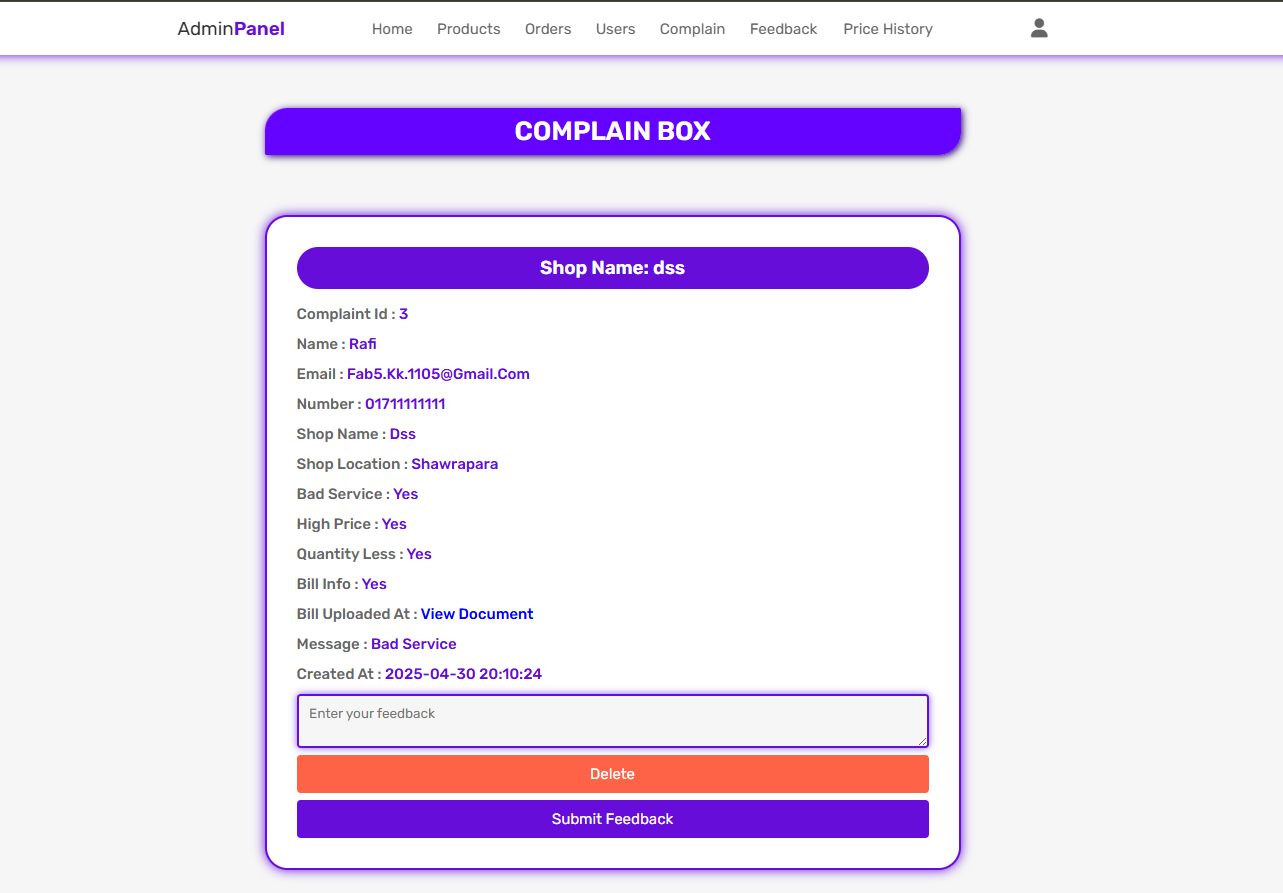 AdminPanel Home Products Orders Users Complain Feedback Price History
COMPLAIN BOX
Shop Name: dss
Complaint Id : 3
Name : Rafi
Email : Fab5.Kk.1105@Gmail.Com
Number : 01711111111
Shop Name : Dss
Shop Location : Shawrapara
Bad Service : Yes
High Price : Yes
Quantity Less : Yes
Bill Info : Yes
Bill Uploaded At : View Document
Message : Bad Service
Created At : 2025-04-30 20:10:24
Enter your feedback
Delete
Submit Feedback